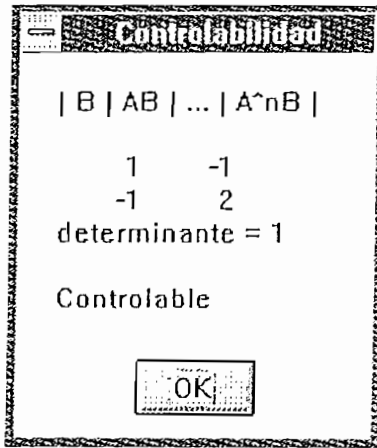 Controlabilidad
| B | AB | ... | A^nB |
1 -1
-1 2
determinante = 1
Controlable
OK